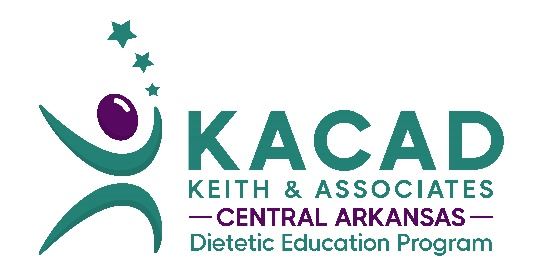 KACAD
KEITH & ASSOCIATES
—CENTRAL ARKANSAS—
Dietetic Education Program